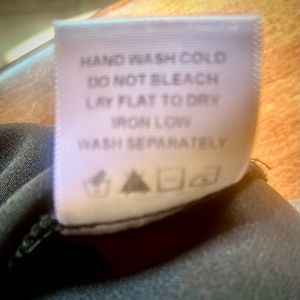 HAND WASH COLD
DO NOT BLEACH
LAY FLAT TO DRY
IRON LOW
WASH SEPARATELY